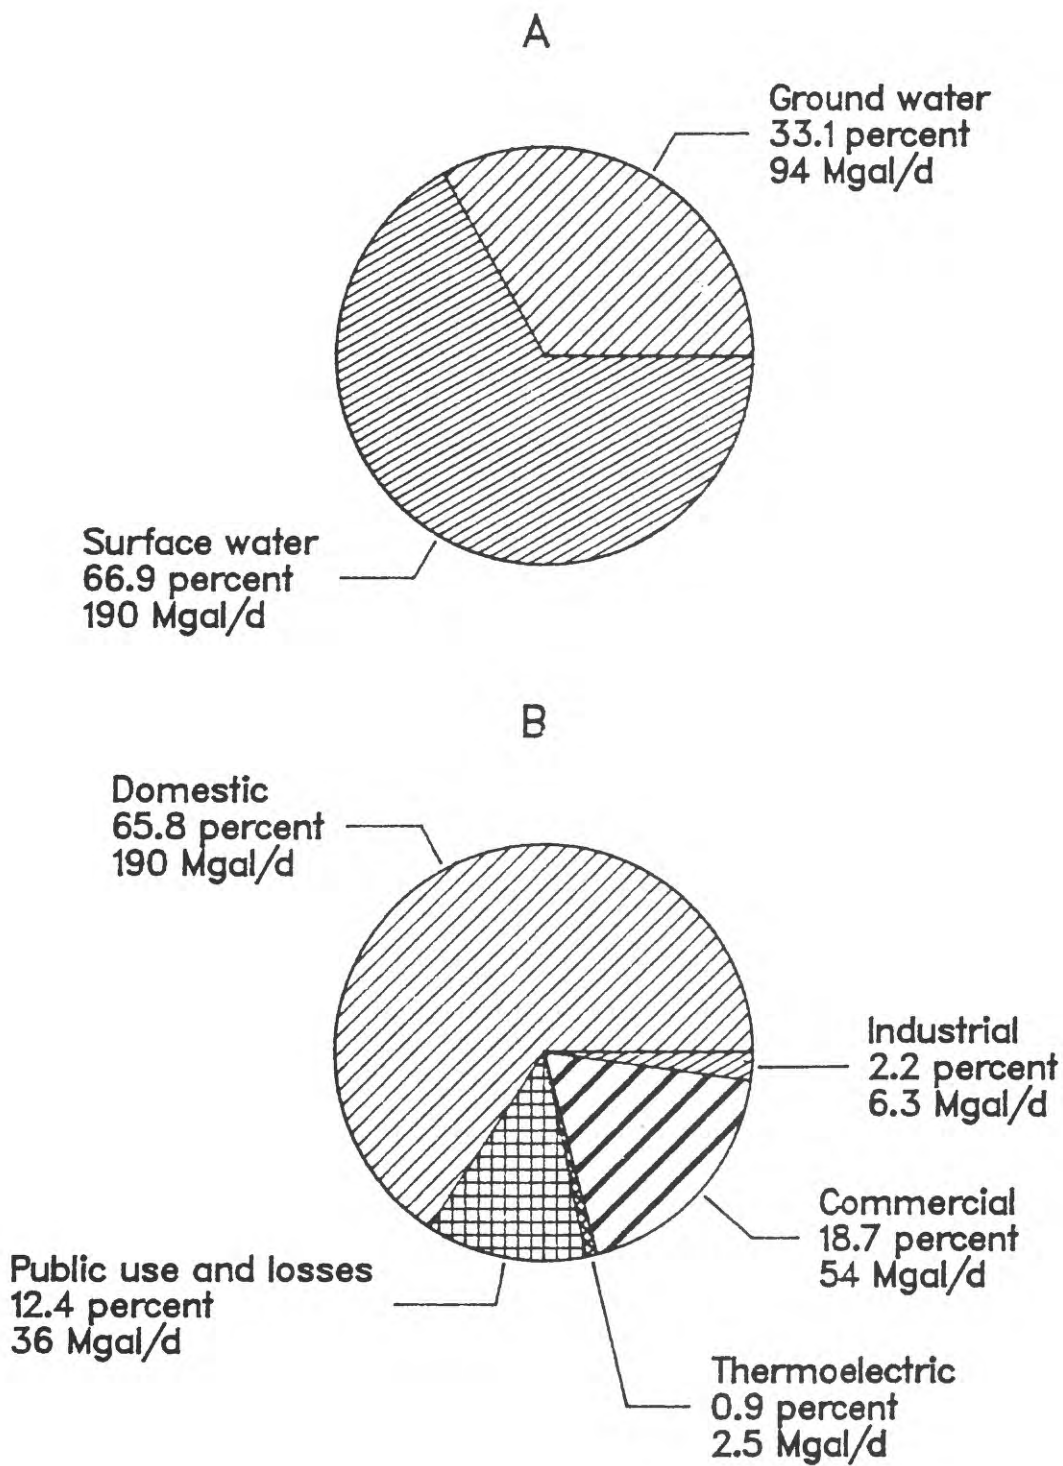 A
Ground water
33.1 percent
94 Mgal/d
Surface water
66.9 percent
190 Mgal/d
B
Domestic
65.8 percent
190 Mgal/d
Industrial
2.2 percent
6.3 Mgal/d
Commercial
18.7 percent
54 Mgal/d
Public use and losses
12.4 percent
36 Mgal/d
Thermoelectric
0.9 percent
2.5 Mgal/d